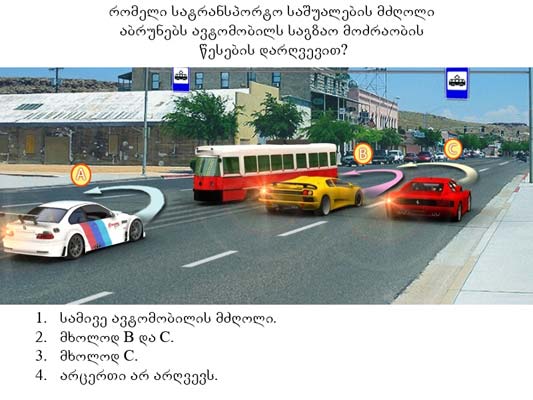 რომელი სატრანსპორტო საშუალების მძღოლი
აბრუნებს ავტომობილს საგზაო მოძრაობის
წესების დარღვევით?
A
B
C
1. სამივე ავტომობილის მძღოლი.
2. მხოლოდ B და C.
3. მხოლოდ C.
4. არცერთი არ არღვევს.